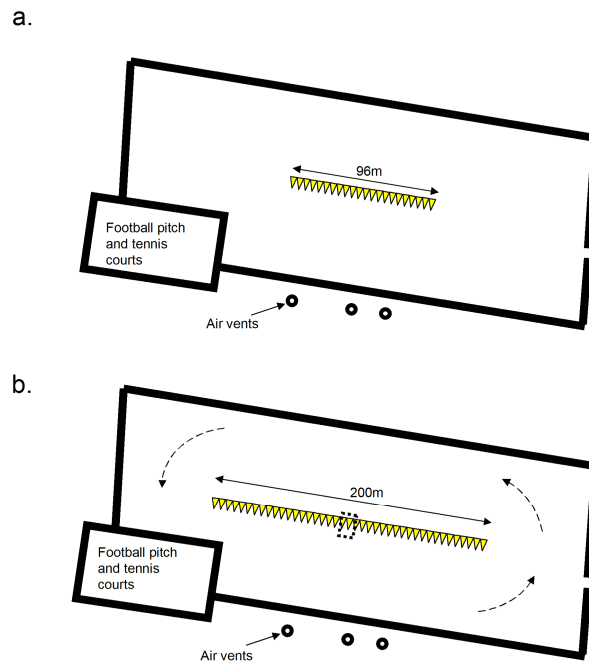 a.
96m
Football pitch
and tennis
courts
Air vents
b.
200m
Football pitch
and tennis
courts
Air vents